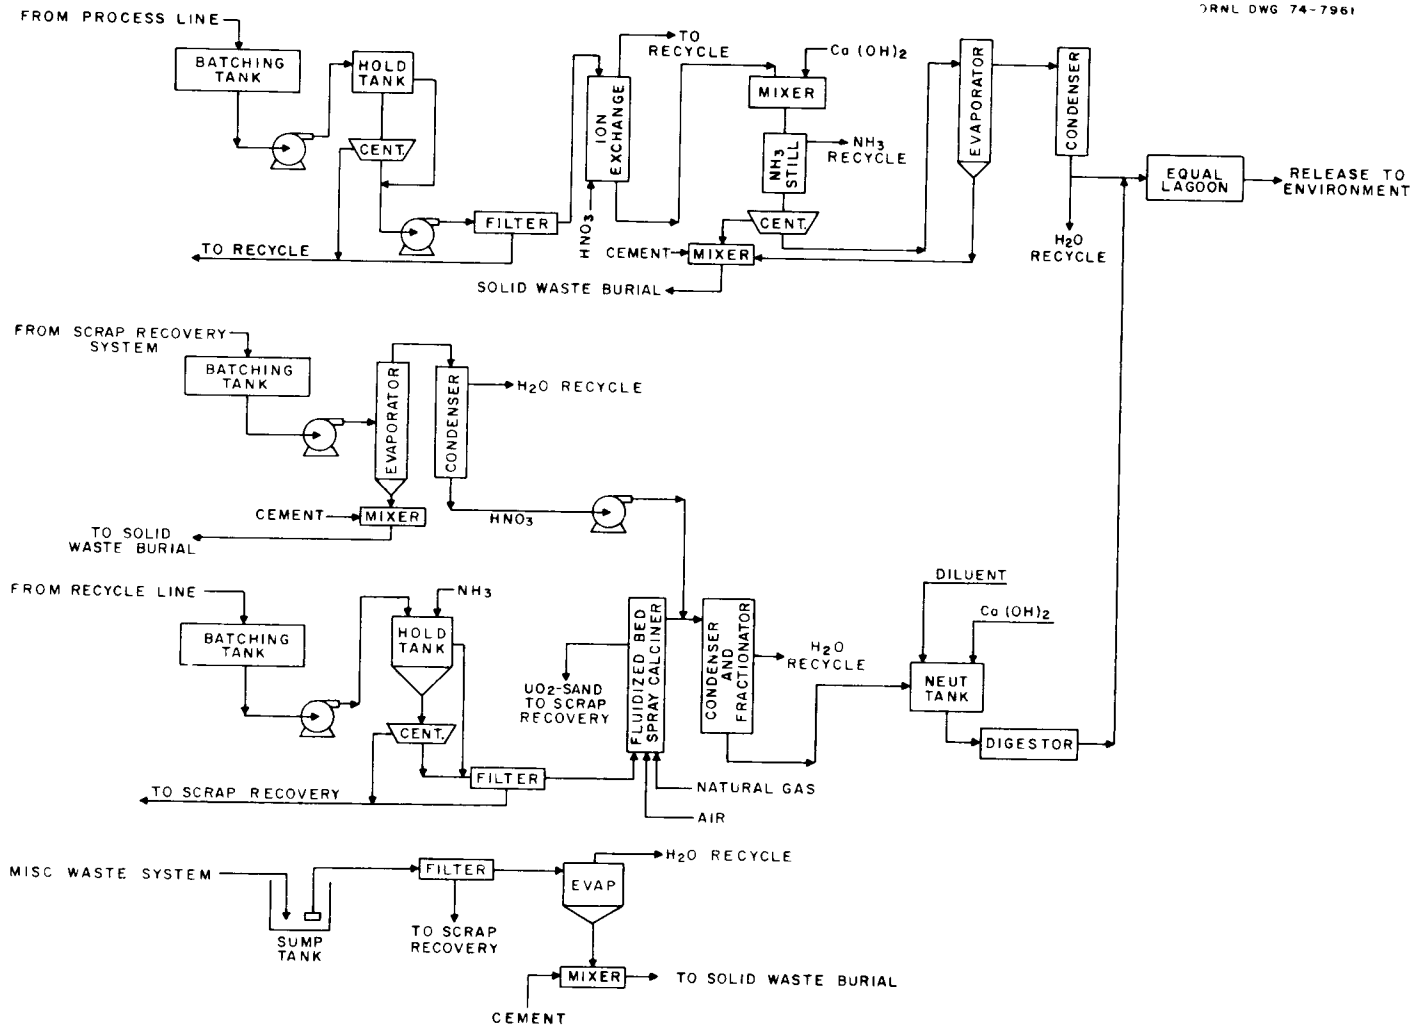 ORNL DWG 74-7961
FROM PROCESS LINE
BATCHING
TANK
HOLD
TANK
CENT.
FILTER
TO RECYCLE
ION
EXCHANGE
HNO3
TO
RECYCLE
MIXER
Ca (OH)2
NH3
STILL
NH3
RECYCLE
CENT.
CEMENT
MIXER
SOLID WASTE BURIAL
EVAPORATOR
CONDENSER
H2O
RECYCLE
EQUAL
LAGOON
RELEASE TO
ENVIRONMENT
FROM SCRAP RECOVERY
SYSTEM
BATCHING
TANK
EVAPORATOR
CONDENSER
H2O RECYCLE
CEMENT
MIXER
TO SOLID
WASTE BURIAL
HNO3
FROM RECYCLE LINE
BATCHING
TANK
NH3
HOLD
TANK
CENT.
FILTER
TO SCRAP RECOVERY
UO2-SAND
TO SCRAP
RECOVERY
FLUIDIZED BED
SPRAY CALCINER
NATURAL GAS
AIR
CONDENSER
AND
FRACTIONATOR
H2O
RECYCLE
DILUENT
Ca (OH)2
NEUT
TANK
DIGESTOR
MISC WASTE SYSTEM
SUMP
TANK
FILTER
TO SCRAP
RECOVERY
EVAP
H2O RECYCLE
MIXER
TO SOLID WASTE BURIAL
CEMENT